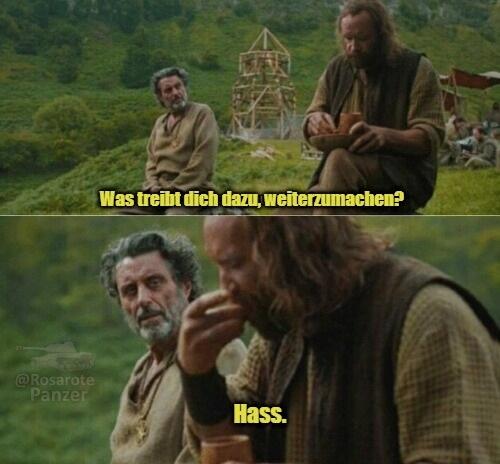 Was treibt dich dazu, weiterzumachen?
@Rosarote
Panzer
Hass.